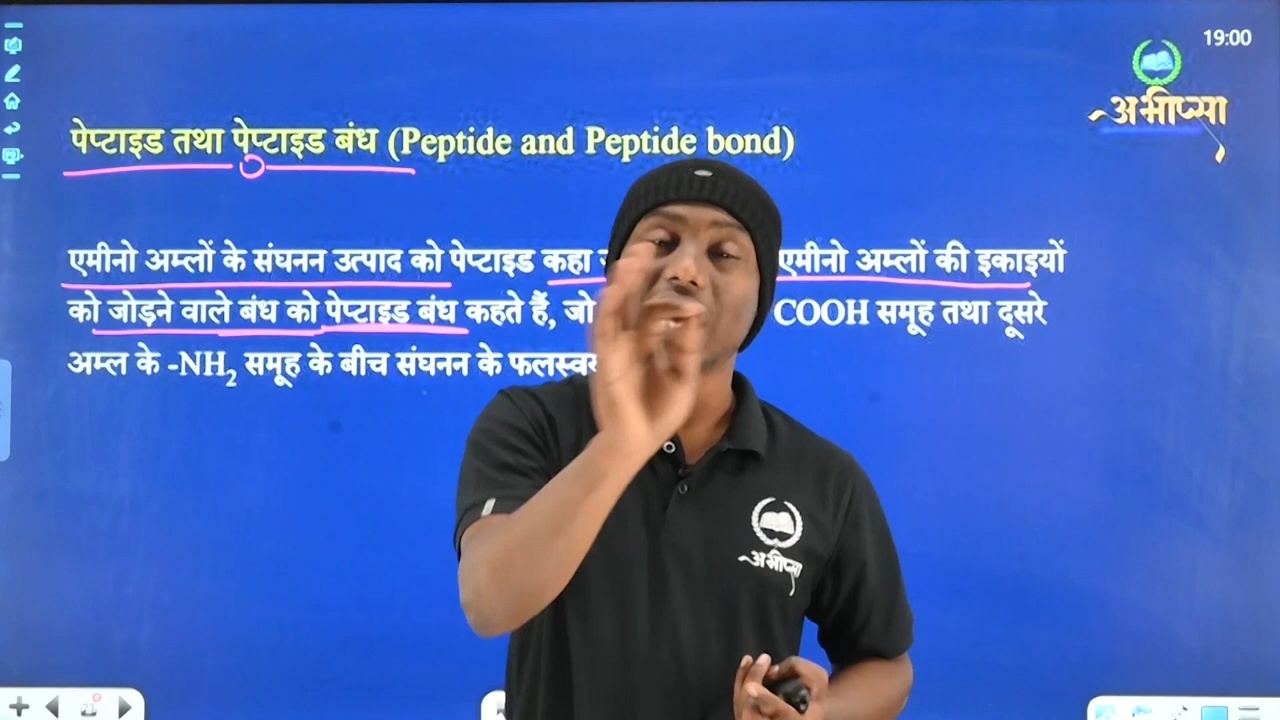 19:00
अभीप्सा
पेप्टाइड तथा पेप्टाइड बंध (Peptide and Peptide bond)
एमीनो अम्लों के संघनन उत्पाद को पेप्टाइड कहा एमीनो अम्लों की इकाइयों
को जोड़ने वाले बंध को पेप्टाइड बंध कहते हैं, जो COOH समूह तथा दूसरे
अम्ल के -NH₂ समूह के बीच संघनन के
अभीप्सा